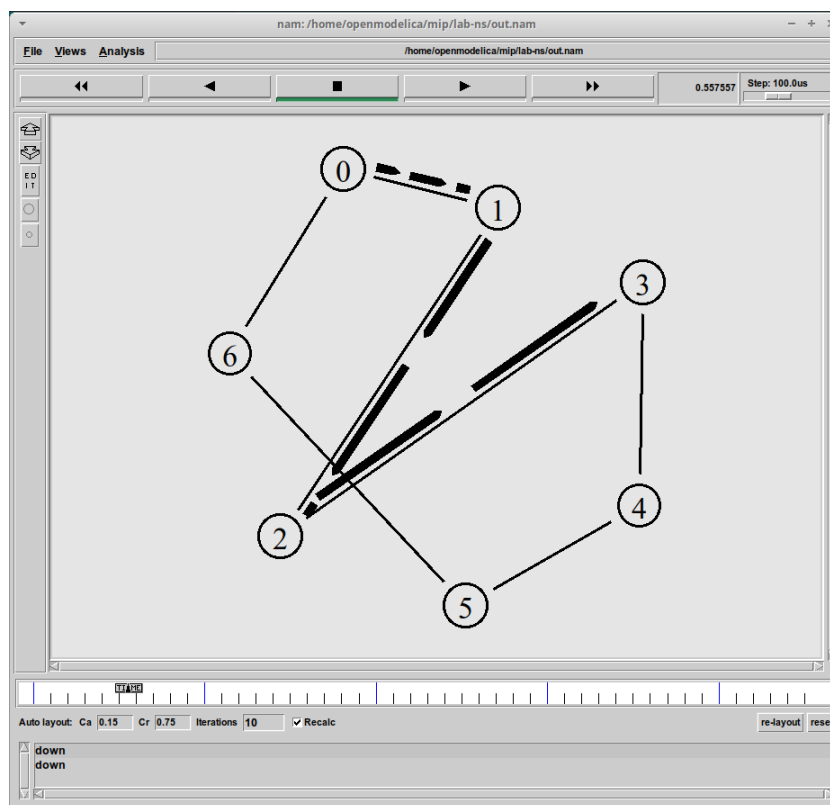 nam: /home/openmodelica/mip/lab-ns/out.nam
File Views Analysis /home/openmodelica/mip/lab-ns/out.nam
0.557557 Step: 100.0us
E D
I T
0
1
3
6
4
2
5
TIME
Auto layout: Ca 0.15 Cr 0.75 Iterations 10 Recalc re-layout rese
down
down